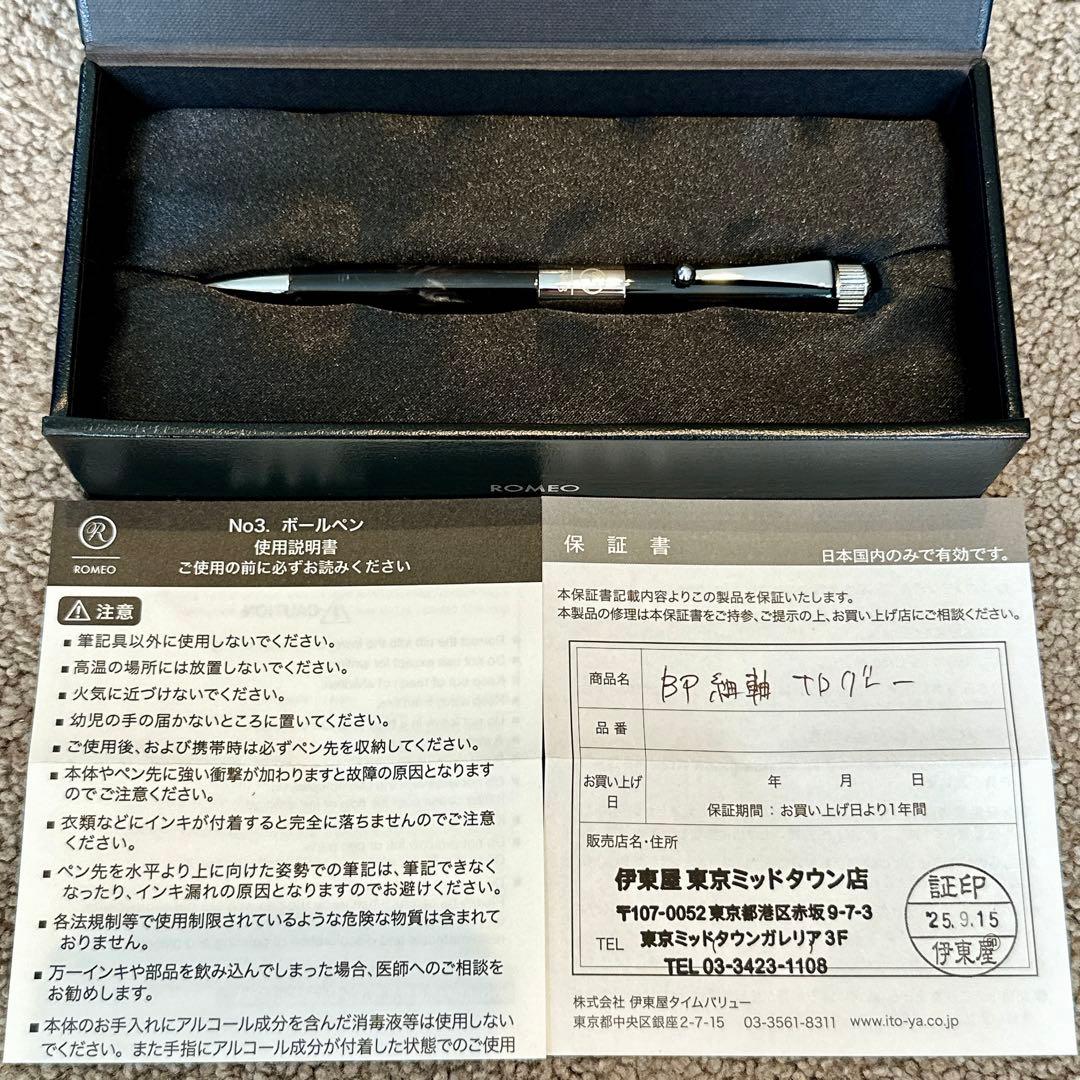 ROMEO
R
ROMEO
No3. ボールペン
使用説明書
ご使用の前に必ずお読みください
注意
■ 筆記具以外に使用しないでください。
■ 高温の場所には放置しないでください。
■ 火気に近づけないでください。
■ 幼児の手の届かないところに置いてください。
■ ご使用後、および携帯時は必ずペン先を収納してください。
■ 本体やペン先に強い衝撃が加わりますと故障の原因となります
のでご注意ください。
■ 衣類などにインキが付着すると完全に落ちませんのでご注意
ください。
■ ペン先を水平より上に向けた姿勢での筆記は、筆記できなく
なったり、インキ漏れの原因となりますのでお避けください。
■ 各法規制等で使用制限されているような危険な物質は含まれて
おりません。
■ 万一インキや部品を飲み込んでしまった場合、医師へのご相談を
お勧めします。
■ 本体のお手入れにアルコール成分を含んだ消毒液等は使用しない
でください。また手指にアルコール成分が付着した状態でのご使用
保証書
日本国内のみで有効です。
本保証書記載内容よりこの製品を保証いたします。
本製品の修理は本保証書をご持参、ご提示の上、お買い上げ店にご相談ください。
商品名 BP 細軸 TDグレー
品番
お買い上げ日 年 月 日
保証期間：お買い上げ日より1年間
販売店名・住所
伊東屋 東京ミッドタウン店
〒107-0052 東京都港区赤坂9-7-3
東京ミッドタウンガレリア3F
TEL
TEL 03-3423-1108
証印
'25.9.15
伊東屋
株式会社 伊東屋タイムバリュー
東京都中央区銀座2-7-15 03-3561-8311 www.ito-ya.co.jp